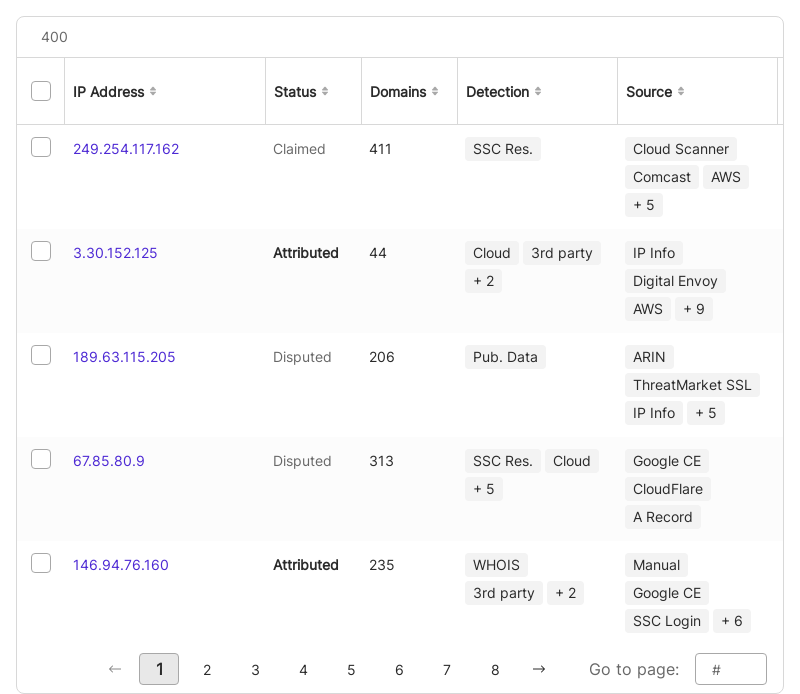 400
IP Address Status Domains Detection Source
249.254.117.162 Claimed 411 SSC Res. Cloud Scanner
Comcast AWS
+ 5
3.30.152.125 Attributed 44 Cloud 3rd party IP Info
+ 2 Digital Envoy
AWS + 9
189.63.115.205 Disputed 206 Pub. Data ARIN
ThreatMarket SSL
IP Info + 5
67.85.80.9 Disputed 313 SSC Res. Cloud Google CE
+ 5 CloudFlare
A Record
146.94.76.160 Attributed 235 WHOIS Manual
3rd party + 2 Google CE
SSC Login + 6
← 1 2 3 4 5 6 7 8 → Go to page: #